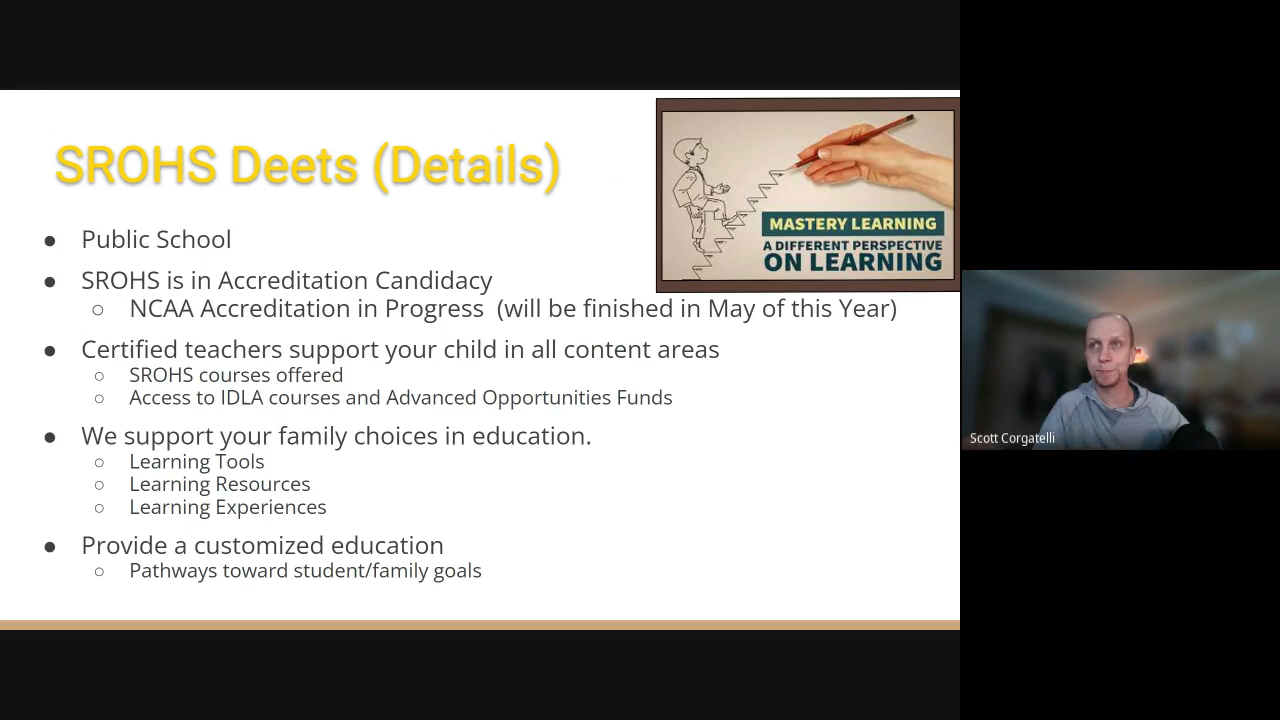 SROHS Deets (Details)
MASTERY LEARNING
A DIFFERENT PERSPECTIVE
ON LEARNING
● Public School
● SROHS is in Accreditation Candidacy
○ NCAA Accreditation in Progress (will be finished in May of this Year)
● Certified teachers support your child in all content areas
○ SROHS courses offered
○ Access to IDLA courses and Advanced Opportunities Funds
● We support your family choices in education.
○ Learning Tools
○ Learning Resources
○ Learning Experiences
● Provide a customized education
○ Pathways toward student/family goals
Scott Corgatelli